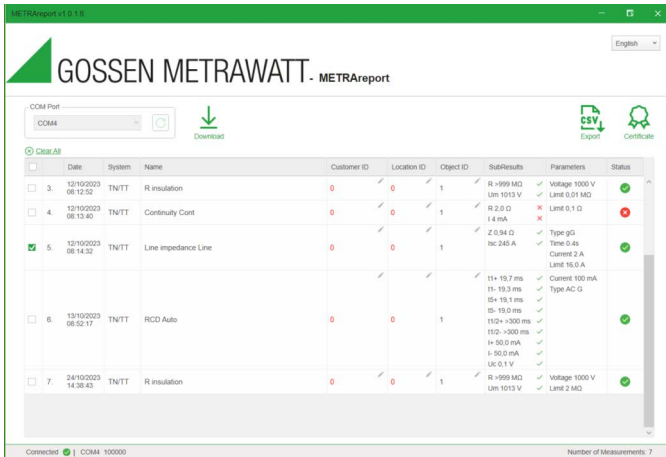 METRAreport v1.0.1.6
English
GOSSEN METRAWATT - METRAreport
COM Port
COM4
Download
Export
Certificate
Clear All
Date System Name Customer ID Location ID Object ID SubResults Parameters Status
3. 12/10/2023 08:12:52 TN/TT R insulation 0 0 1
R >999 MΩ Voltage 1000 V
Um 1013 V Limit 0,01 MΩ
4. 12/10/2023 08:13:40 TN/TT Continuity Cont 0 0 1
R 2,0 Ω Limit 0,1 Ω
I 4 mA
5. 12/10/2023 08:14:32 TN/TT Line impedance Line 0 0 1
Z 0,94 Ω Type gG
Isc 245 A Time 0.4s
Current 2 A
Limit 16,0 A
6. 13/10/2023 08:52:17 TN/TT RCD Auto 0 0 1
t1+ 19,7 ms Current 100 mA
t1- 19,3 ms Type AC G
t5+ 19,1 ms
t5- 19,0 ms
t1/2+ >300 ms
t1/2- >300 ms
I+ 50,0 mA
I- 50,0 mA
Uc 0,1 V
7. 24/10/2023 14:38:43 TN/TT R insulation 0 0 1
R >999 MΩ Voltage 1000 V
Um 1013 V Limit 2 MΩ
Connected | COM4 100000 Number of Measurements: 7
CSV